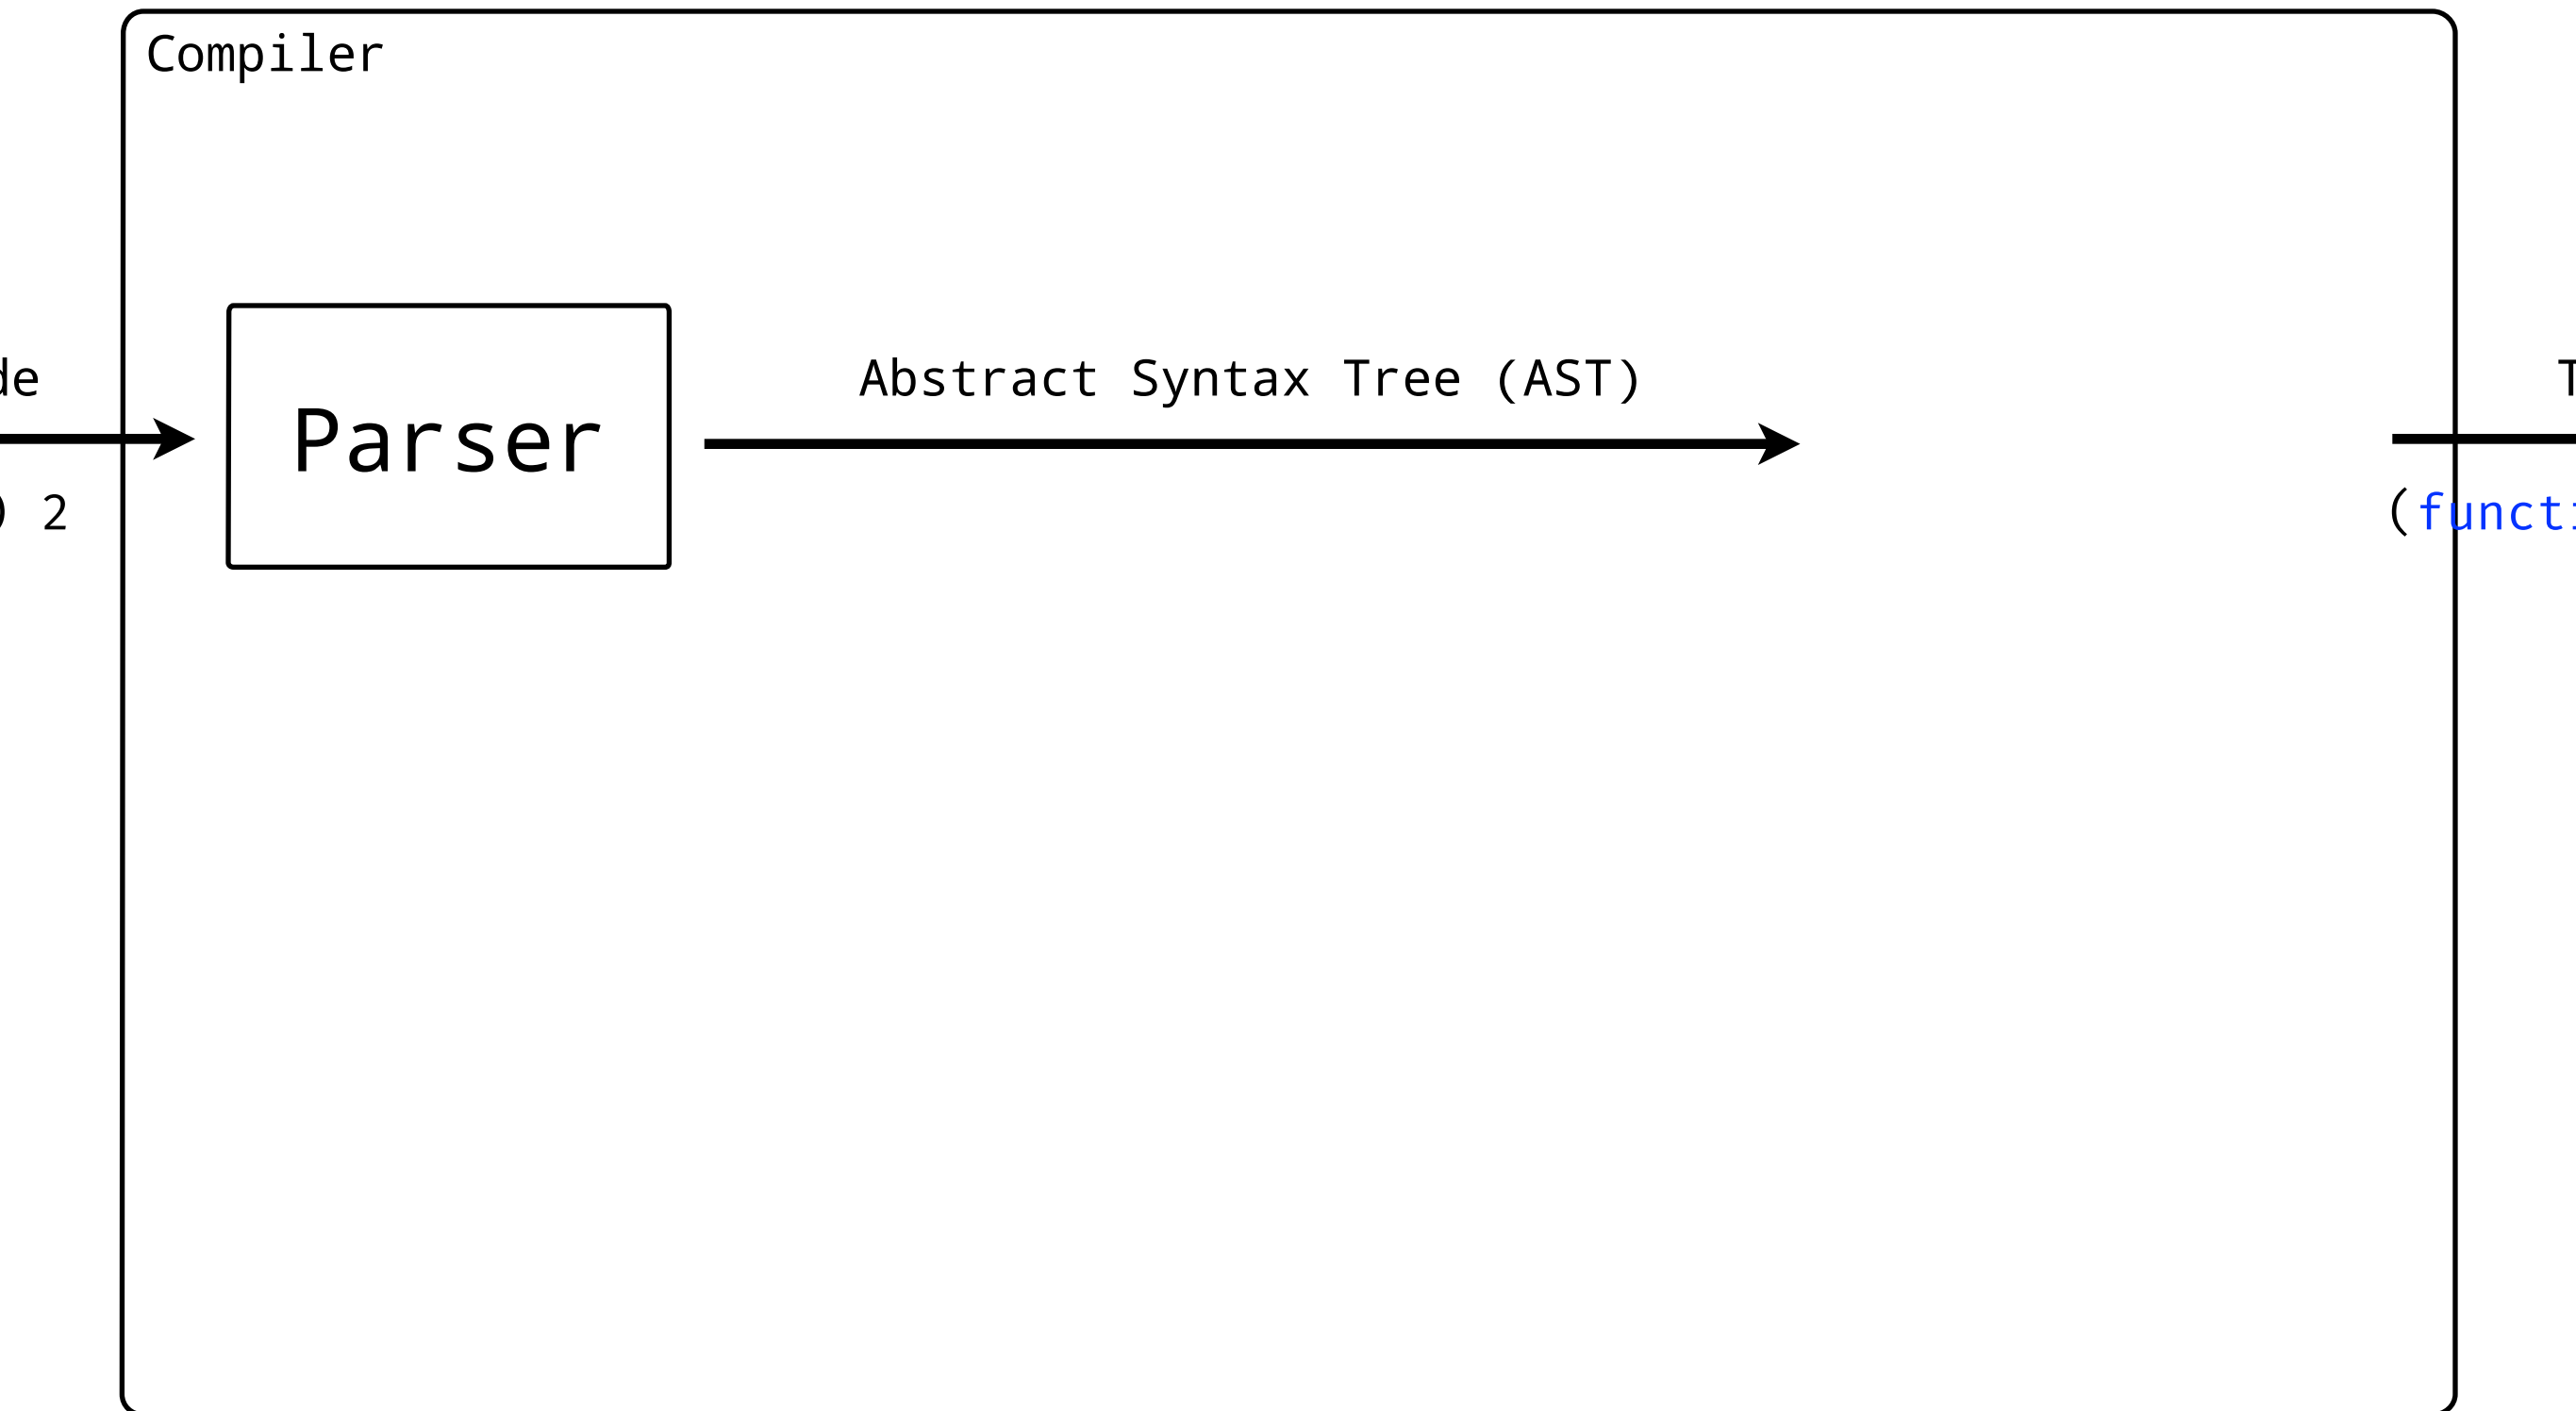 Compiler
de
Abstract Syntax Tree (AST)
T
Parser
) 2
(functi